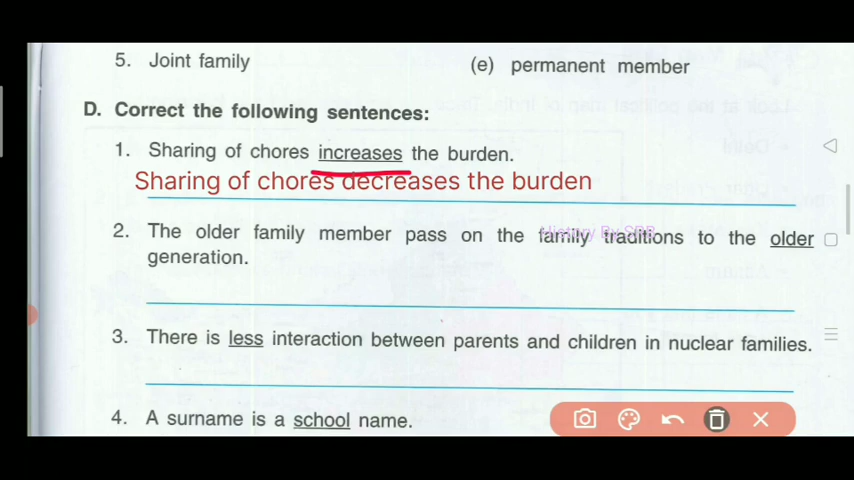 5. Joint family (e) permanent member
D. Correct the following sentences:
1. Sharing of chores increases the burden.
Sharing of chores decreases the burden
2. The older family member pass on the family traditions to the older
generation.
History By SBP
3. There is less interaction between parents and children in nuclear families.
4. A surname is a school name.